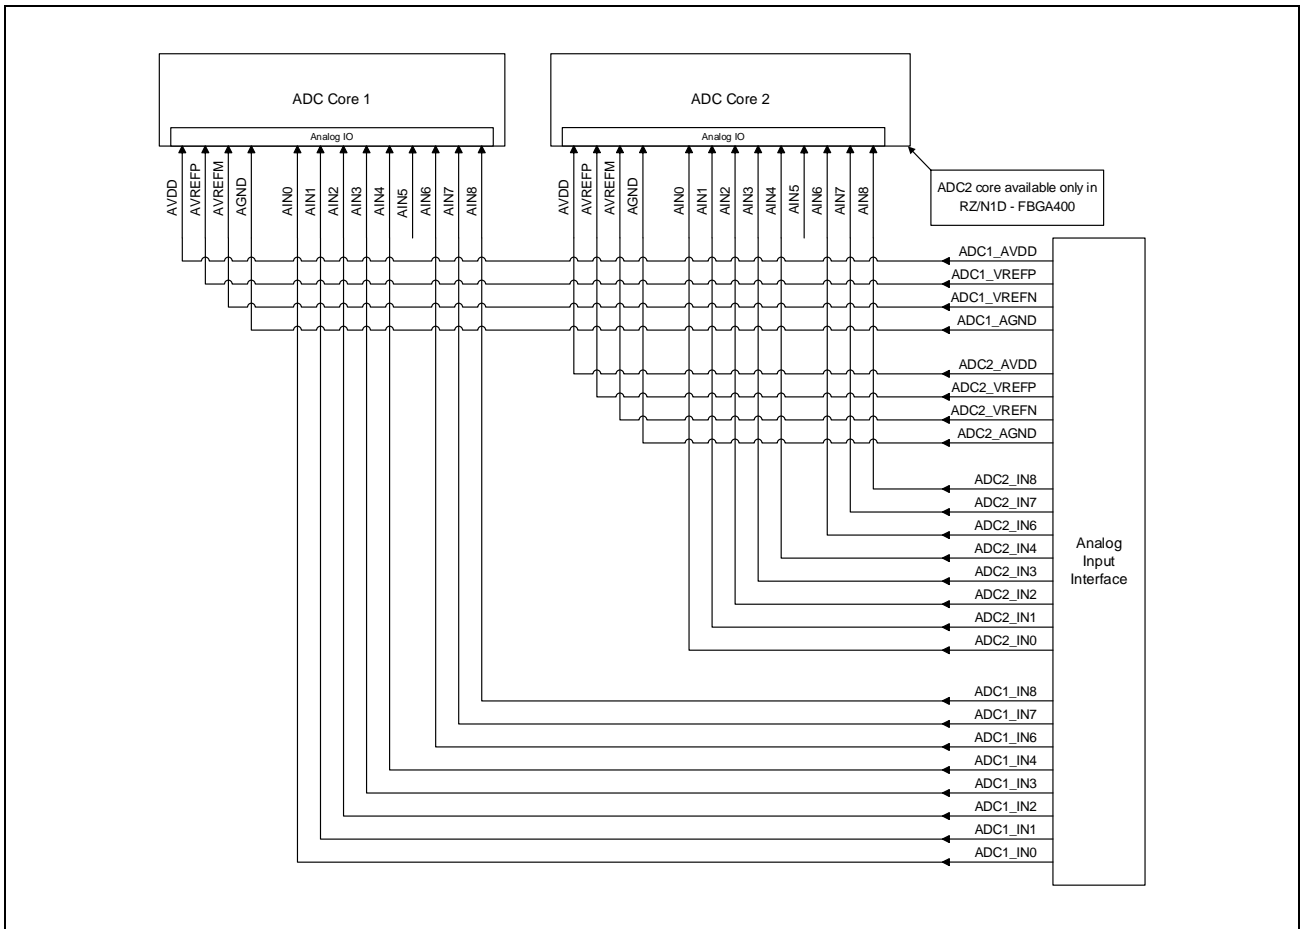 ADC Core 1
Analog IO
AVDD
AVREFP
AVREFM
AGND
AIN0
AIN1
AIN2
AIN3
AIN4
AIN5
AIN6
AIN7
AIN8
ADC Core 2
Analog IO
AVDD
AVREFP
AVREFM
AGND
AIN0
AIN1
AIN2
AIN3
AIN4
AIN5
AIN6
AIN7
AIN8
ADC2 core available only in
RZ/N1D - FBGA400
ADC1_AVDD
ADC1_VREFP
ADC1_VREFN
ADC1_AGND
ADC2_AVDD
ADC2_VREFP
ADC2_VREFN
ADC2_AGND
ADC2_IN8
ADC2_IN7
ADC2_IN6
ADC2_IN4
ADC2_IN3
ADC2_IN2
ADC2_IN1
ADC2_IN0
ADC1_IN8
ADC1_IN7
ADC1_IN6
ADC1_IN4
ADC1_IN3
ADC1_IN2
ADC1_IN1
ADC1_IN0
Analog
Input
Interface